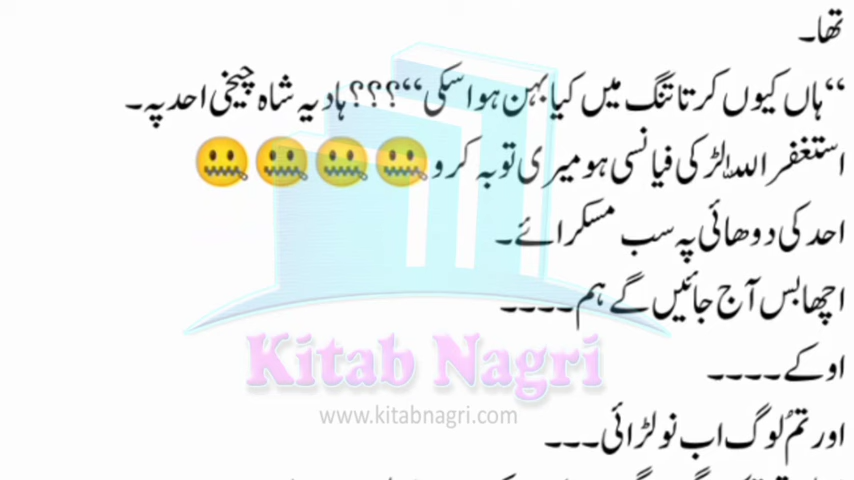 تھا۔
“ہاں کیوں کرتا تنگ میں کیا بہن ہوا سکی“؟؟؟ ہادیہ شاہ چیخی احد پہ۔
استغفر اللہ لڑکی فیانسی ہو میری توبہ کرو🤐🤐🤐🤐
احد کی دوھائی پہ سب مسکرائے۔
اچھا بس آج جائیں گے ہم۔۔۔۔
اوکے۔۔۔۔
اور تمُ لوگ اب نو لڑائی۔۔۔
Kitab Nagri
www.kitabnagri.com